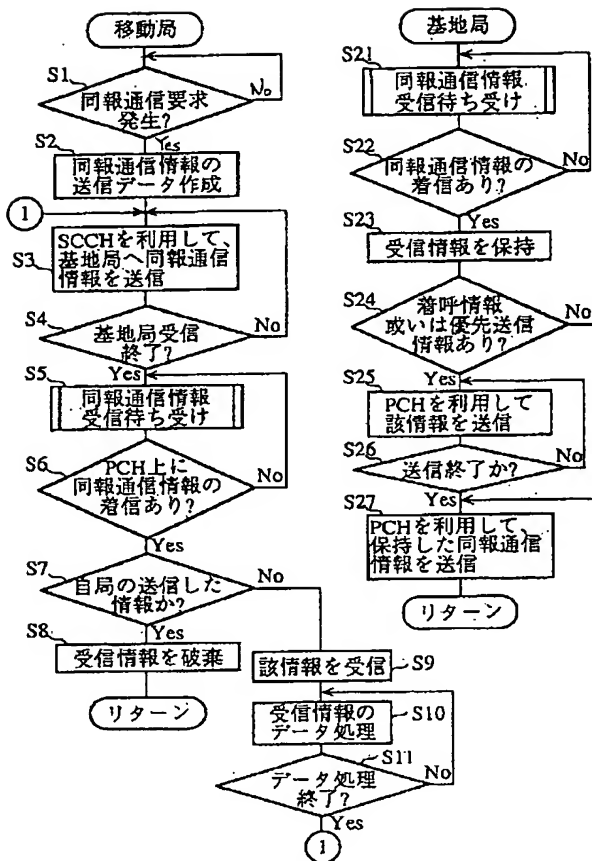 移動局
S1
同報通信要求
発生?
No
Yes
S2
同報通信情報の
送信データ作成
1
SCCHを利用して、
S3
基地局へ同報通信
情報を送信
S4
基地局受信
終了?
No
Yes
S5
同報通信情報
受信待ち受け
S6
PCH上に
同報通信情報の
着信あり?
No
Yes
S7
自局の送信した
情報か?
No
Yes
S8
受信情報を破棄
リターン
該情報を受信
S9
受信情報の
データ処理
S10
S11
データ処理
終了?
No
Yes
1
基地局
S21
同報通信情報
受信待ち受け
S22
同報通信情報の
着信あり?
No
Yes
S23
受信情報を保持
S24
着呼情報
或いは優先送信
情報あり?
No
Yes
S25
PCHを利用して
該情報を送信
S26
送信終了か?
No
Yes
S27
PCHを利用して、
保持した同報通信
情報を送信
リターン